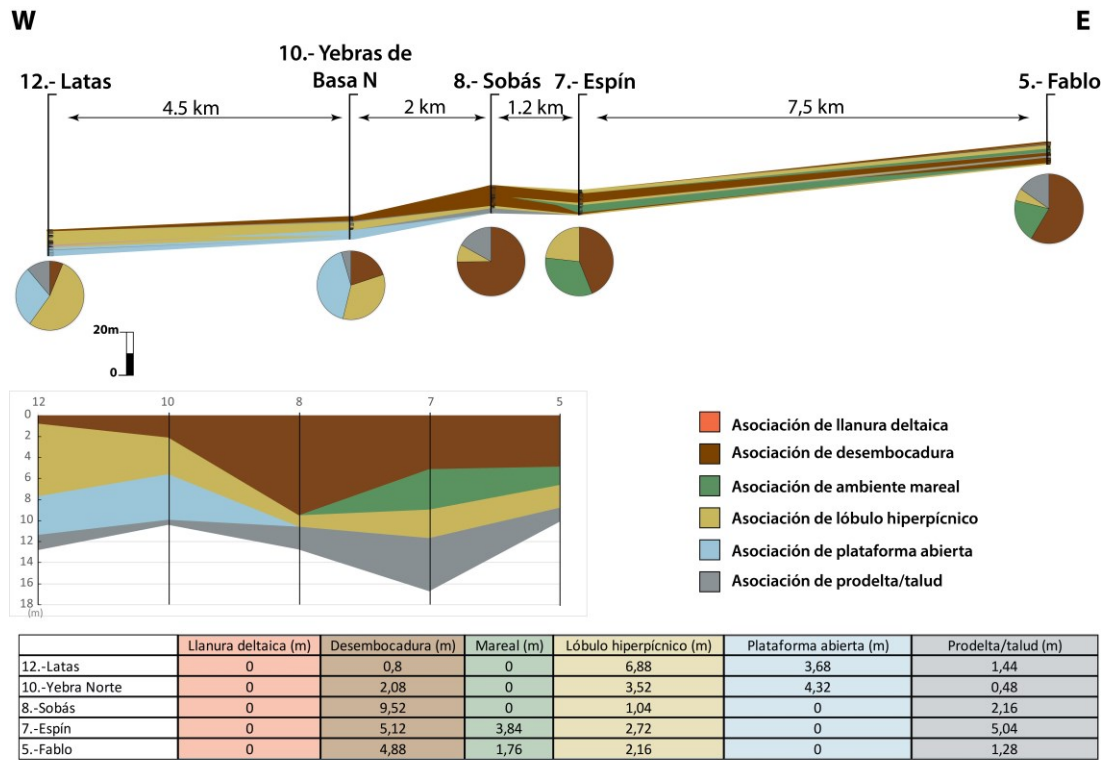 W
E
10.- Yebras de
12.- Latas
Basa N
8.- Sobás
7.- Espín
5.- Fablo
4.5 km
2 km
1.2 km
7,5 km
20m
0
12 10 8 7 5
0
2
4
6
8
10
12
14
16
18
(m)
Asociación de llanura deltaica
Asociación de desembocadura
Asociación de ambiente mareal
Asociación de lóbulo hiperpícnico
Asociación de plataforma abierta
Asociación de prodelta/talud
Llanura deltaica (m) Desembocadura (m) Mareal (m) Lóbulo hiperpícnico (m) Plataforma abierta (m) Prodelta/talud (m)
12.-Latas 0 0,8 0 6,88 3,68 1,44
10.-Yebra Norte 0 2,08 0 3,52 4,32 0,48
8.-Sobás 0 9,52 0 1,04 0 2,16
7.-Espín 0 5,12 3,84 2,72 0 5,04
5.-Fablo 0 4,88 1,76 2,16 0 1,28